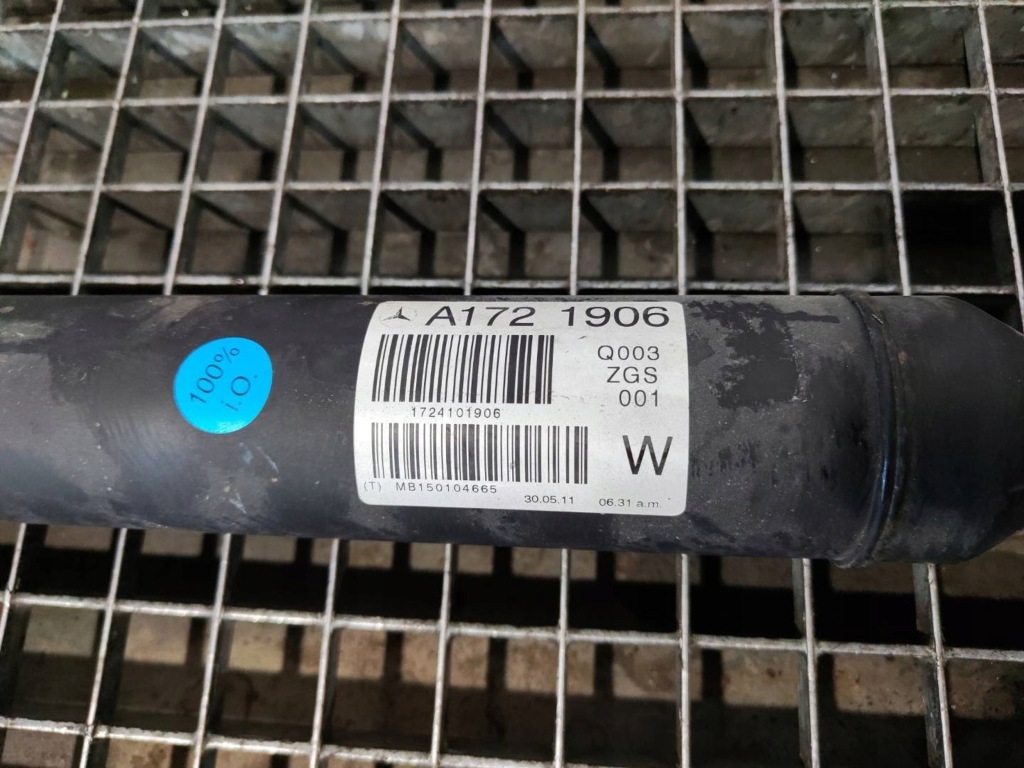 100%
i.O.
A172 1906
Q003
ZGS
001
1724101906
W
(T) MB150104665 30.05.11 06.31 a.m.